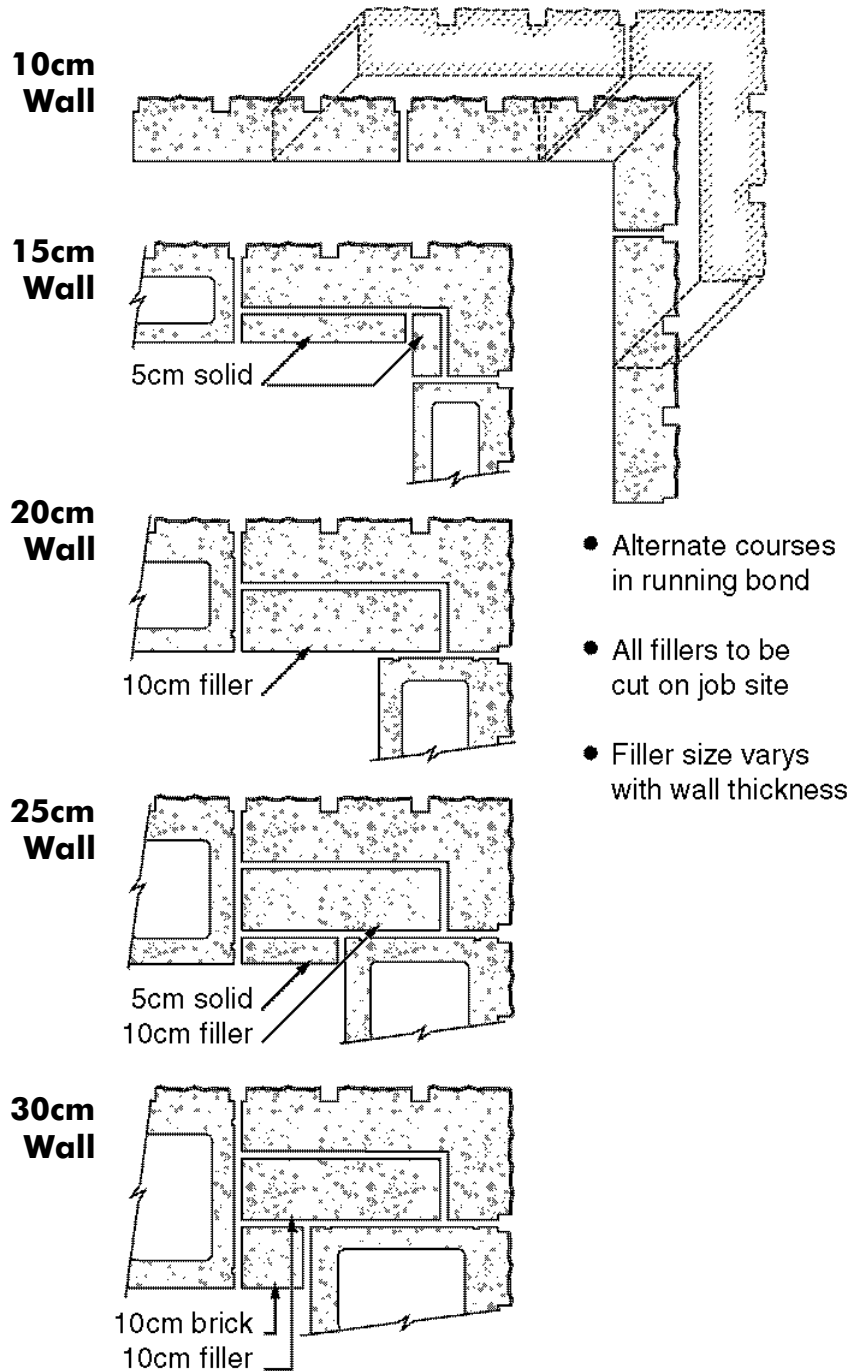 10cm
Wall
15cm
Wall
5cm solid
20cm
Wall
10cm filler
● Alternate courses
in running bond
● All fillers to be
cut on job site
● Filler size varys
with wall thickness
25cm
Wall
5cm solid
10cm filler
30cm
Wall
10cm brick
10cm filler